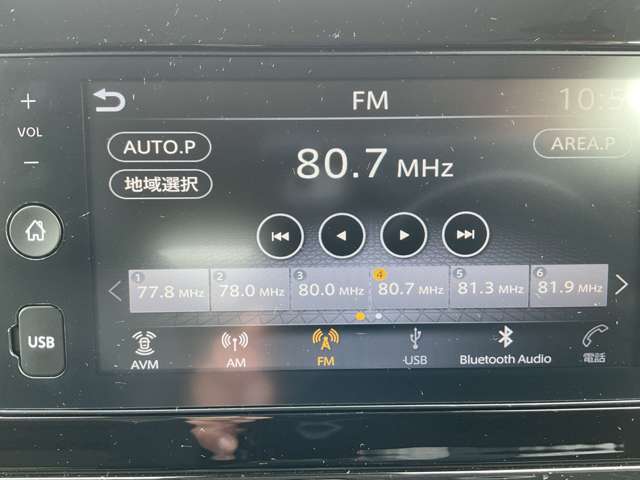 +
VOL
−
USB
FM
AUTO.P
地域選択
80.7 MHz
AREA.P
1 77.8 MHz
2 78.0 MHz
3 80.0 MHz
4 80.7 MHz
5 81.3 MHz
6 81.9 MHz
AVM
AM
FM
USB
Bluetooth Audio
電話